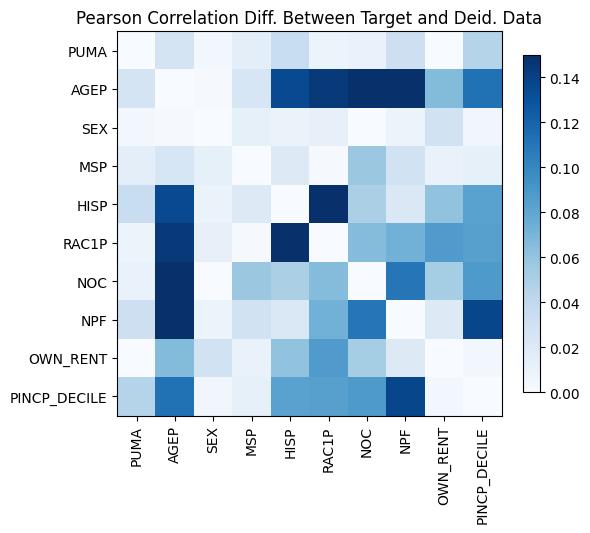 Pearson Correlation Diff. Between Target and Deid. Data
PUMA
AGEP
SEX
MSP
HISP
RAC1P
NOC
NPF
OWN_RENT
PINCP_DECILE
PUMA
AGEP
SEX
MSP
HISP
RAC1P
NOC
NPF
OWN_RENT
PINCP_DECILE
0.14
0.12
0.10
0.08
0.06
0.04
0.02
0.00